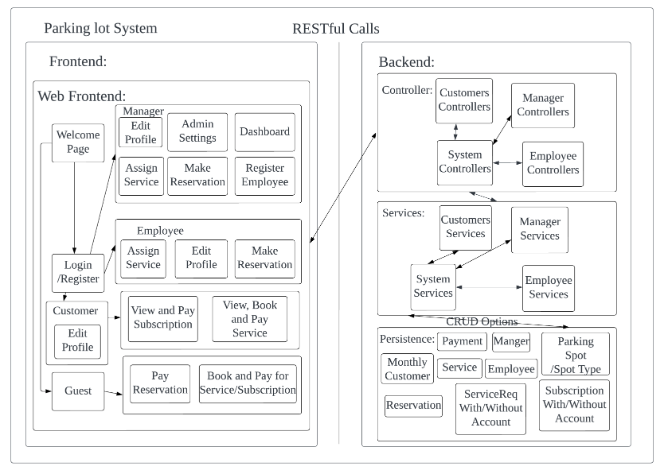 Parking lot System
RESTful Calls
Frontend:
Web Frontend:
Welcome
Page
Manager
Edit
Profile
Admin
Settings
Dashboard
Assign
Service
Make
Reservation
Register
Employee
Login
/Register
Employee
Assign
Service
Edit
Profile
Make
Reservation
Customer
Edit
Profile
View and Pay
Subscription
View, Book
and Pay
Service
Guest
Pay
Reservation
Book and Pay for
Service/Subscription
Backend:
Controller:
Customers
Controllers
Manager
Controllers
System
Controllers
Employee
Controllers
Services:
Customers
Services
Manager
Services
System
Services
Employee
Services
CRUD Options
Persistence:
Payment
Manger
Parking
Spot
/Spot Type
Monthly
Customer
Service
Employee
Reservation
ServiceReq
With/Without
Account
Subscription
With/Without
Account